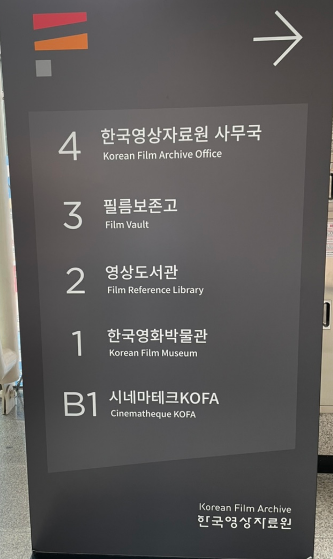 4 한국영상자료원 사무국
Korean Film Archive Office
3 필름보존고
Film Vault
2 영상도서관
Film Reference Library
1 한국영화박물관
Korean Film Museum
B1 시네마테크KOFA
Cinematheque KOFA
Korean Film Archive
한국영상자료원